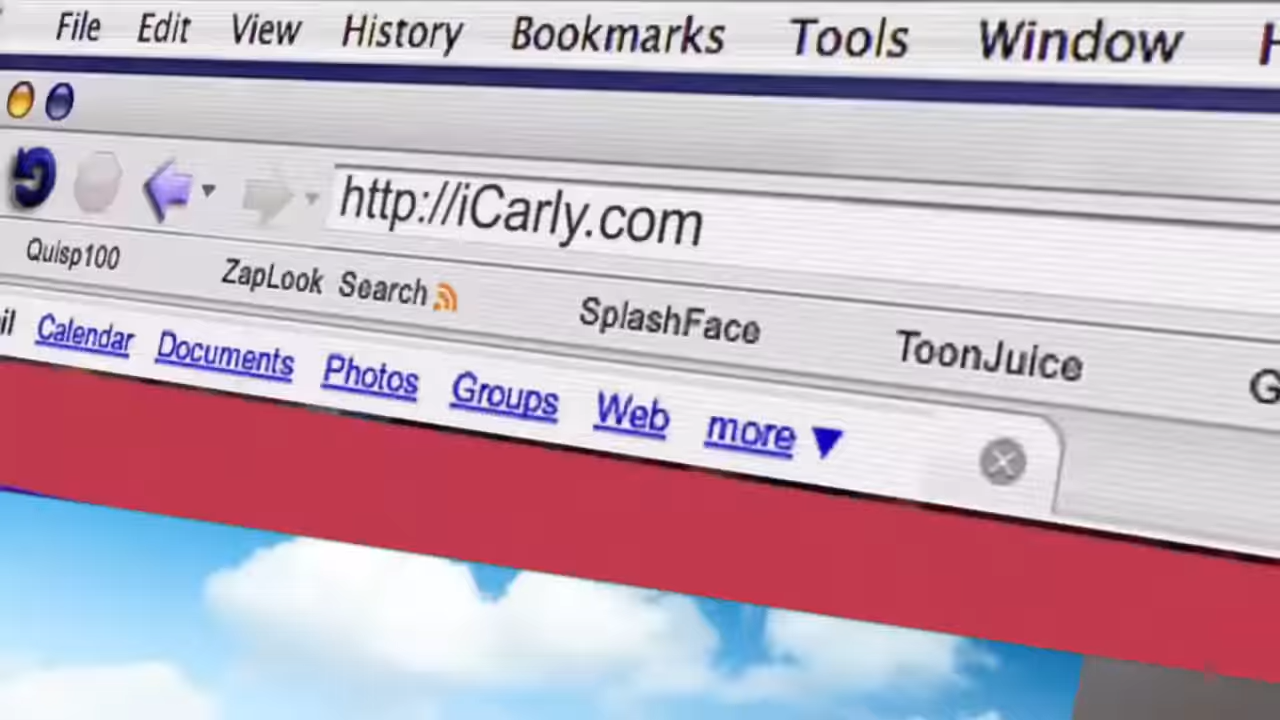 File Edit View History Bookmarks Tools Window H
http://iCarly.com
Quisp100 ZapLook Search SplashFace ToonJuice G
il Calendar Documents Photos Groups Web more ▼